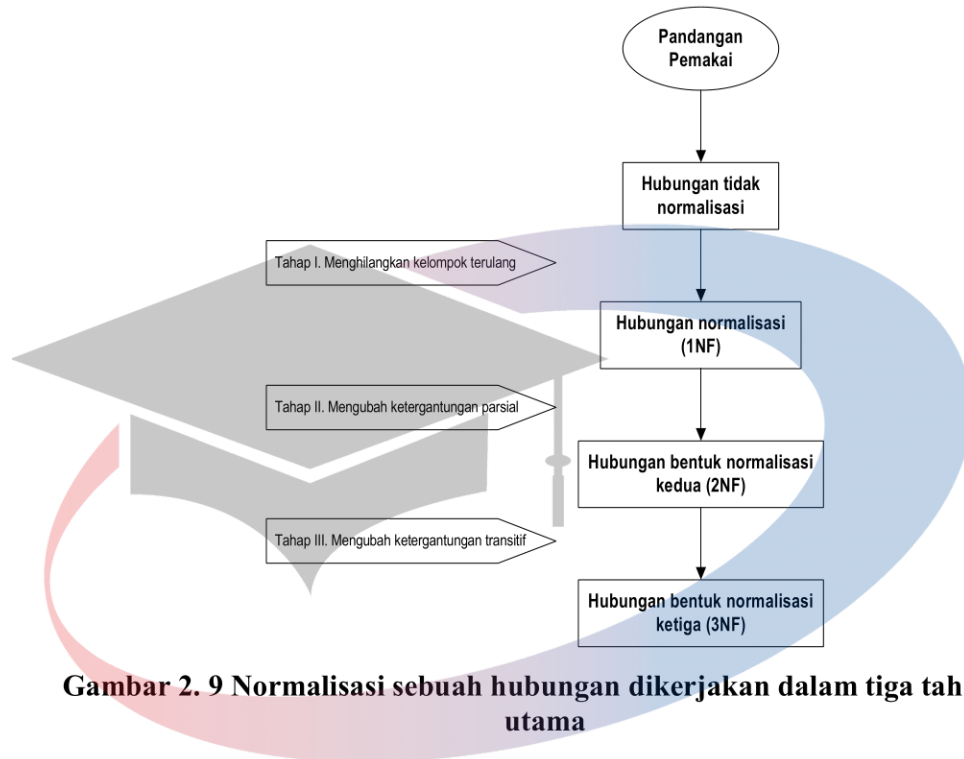 Pandangan
Pemakai
Hubungan tidak
normalisasi
Tahap I. Menghilangkan kelompok terulang
Hubungan normalisasi
(1NF)
Tahap II. Mengubah ketergantungan parsial
Hubungan bentuk normalisasi
kedua (2NF)
Tahap III. Mengubah ketergantungan transitif
Hubungan bentuk normalisasi
ketiga (3NF)
Gambar 2. 9 Normalisasi sebuah hubungan dikerjakan dalam tiga tah
utama